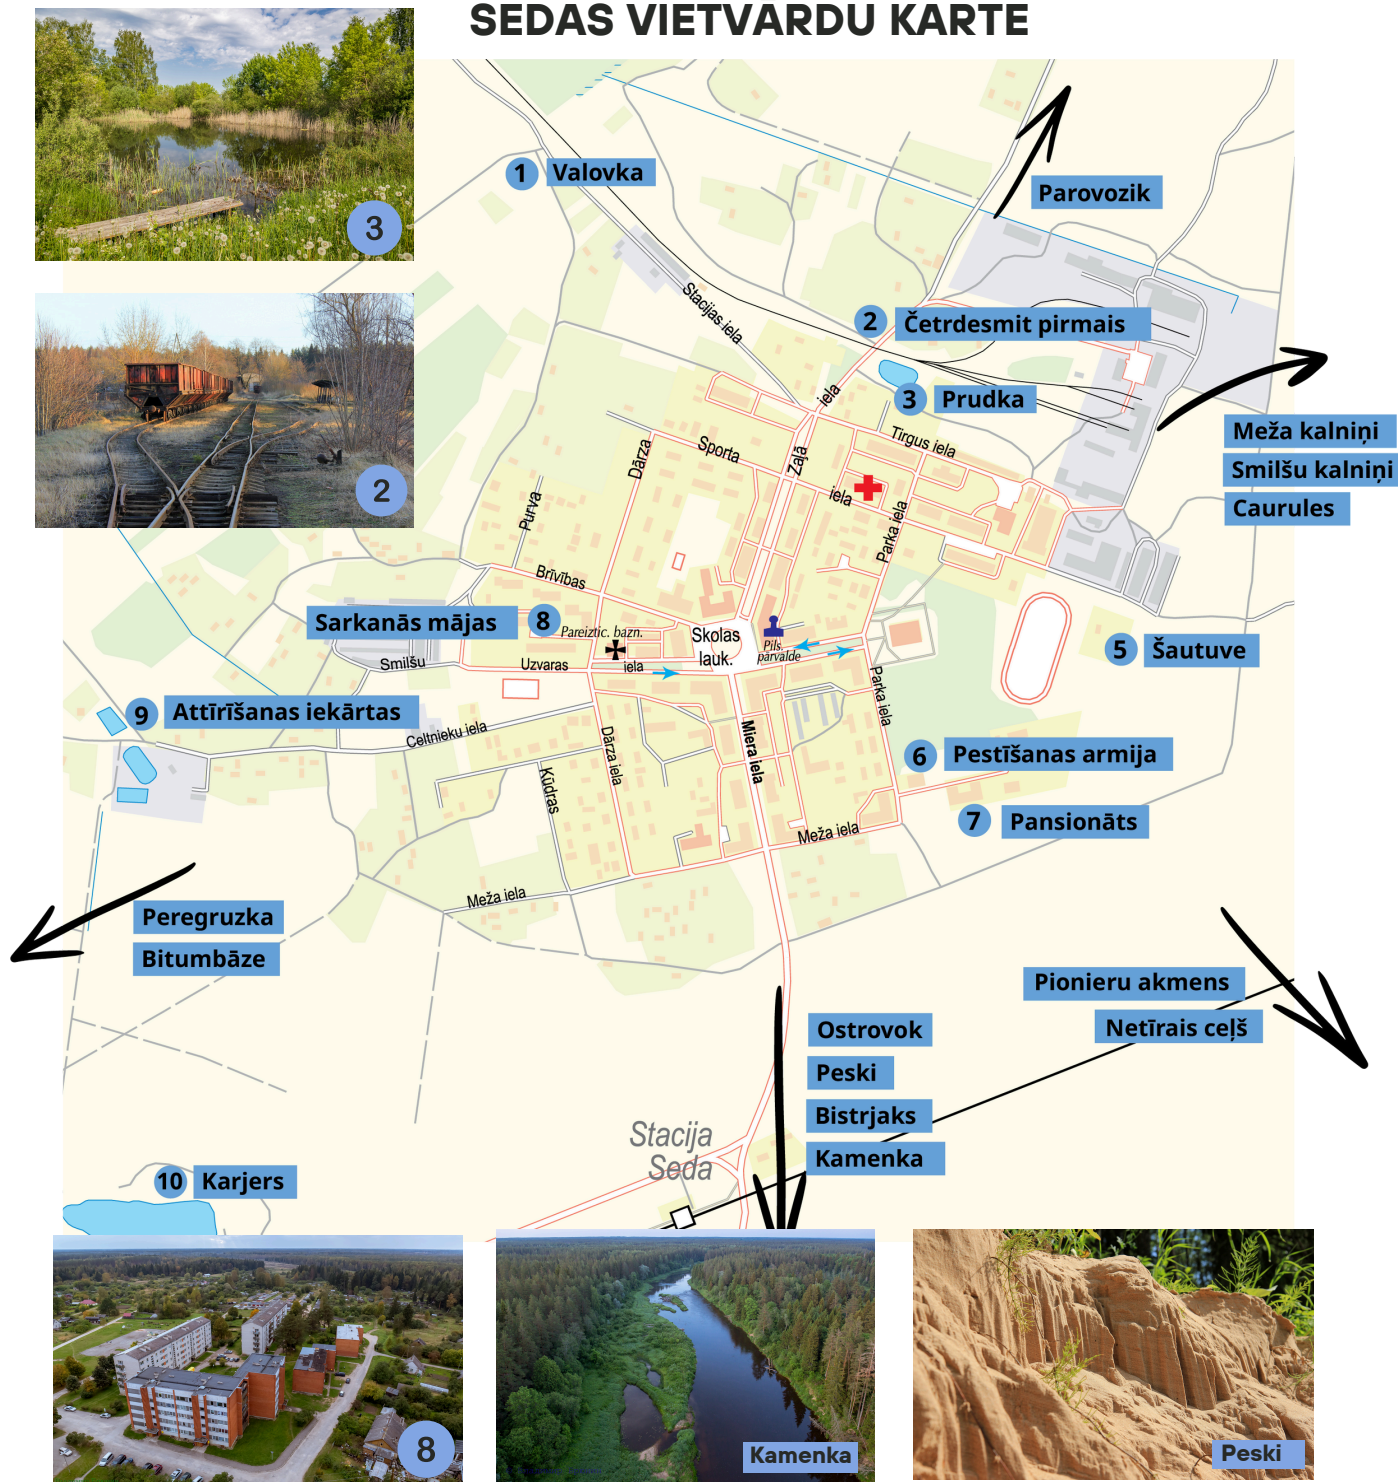 SEDAS VIETVĀRDU KARTE
3
1
Valovka
Parovozik
Stacijas iela
2
Četrdesmit pirmais
2
3
Prudka
iela
Zaļā
Tirgus iela
Meža kalniņi
Smilšu kalniņi
Caurules
Dārza
Sporta
iela
Purva
Parka iela
Brīvības
Sarkanās mājas
8
Pareiztic. bazn.
Skolas
lauk.
Pils.
pārvalde
5
Šautuve
Smilšu
Uzvaras
iela
Parka iela
9
Attīrīšanas iekārtas
Celtnieku iela
Dārza iela
Miera iela
6
Pestīšanas armija
Kūdras
7
Pansionāts
Meža iela
Meža iela
Peregruzka
Bitumbāze
Pionieru akmens
Netīrais ceļš
Ostrovok
Peski
Bistrjaks
Kamenka
Stacija
Seda
10
Karjers
8
Kamenka
Peski